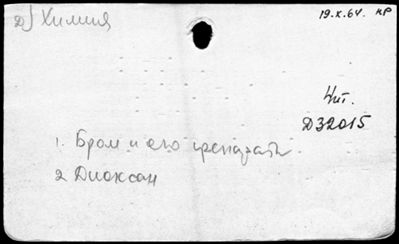 д) Химия
19.X.64. КР
Чит.
Д32015
1. Бром и его препараты.
2 Диоксан